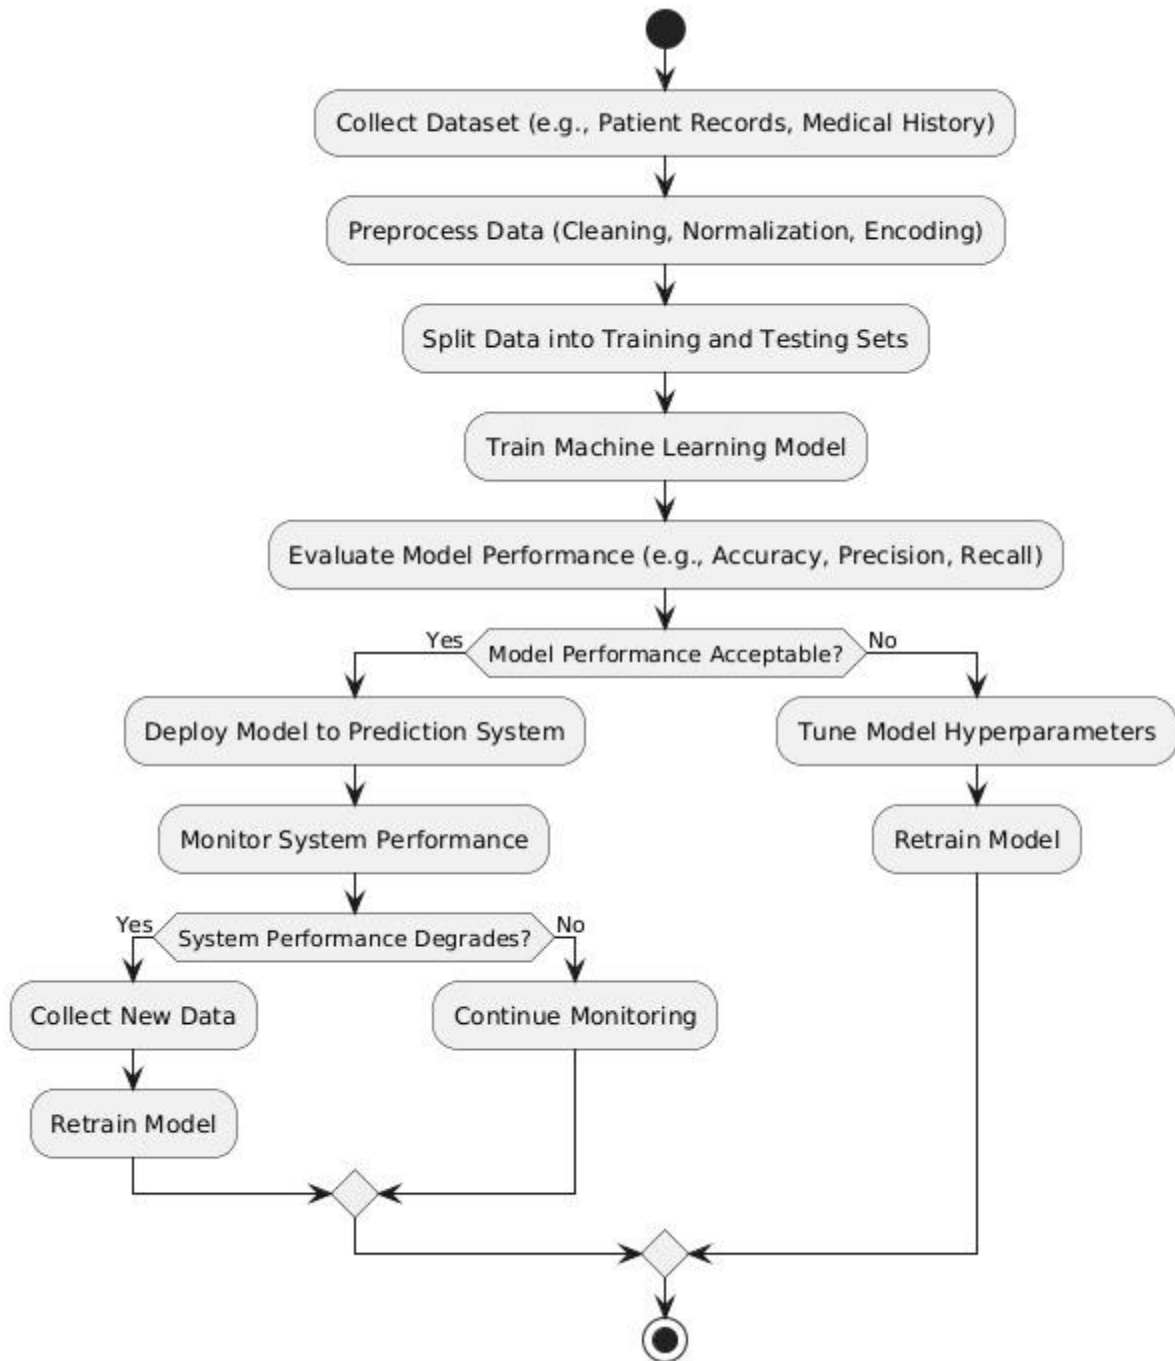 Collect Dataset (e.g., Patient Records, Medical History)
Preprocess Data (Cleaning, Normalization, Encoding)
Split Data into Training and Testing Sets
Train Machine Learning Model
Evaluate Model Performance (e.g., Accuracy, Precision, Recall)
Yes
Model Performance Acceptable?
No
Deploy Model to Prediction System
Tune Model Hyperparameters
Monitor System Performance
Retrain Model
Yes
System Performance Degrades?
No
Collect New Data
Continue Monitoring
Retrain Model